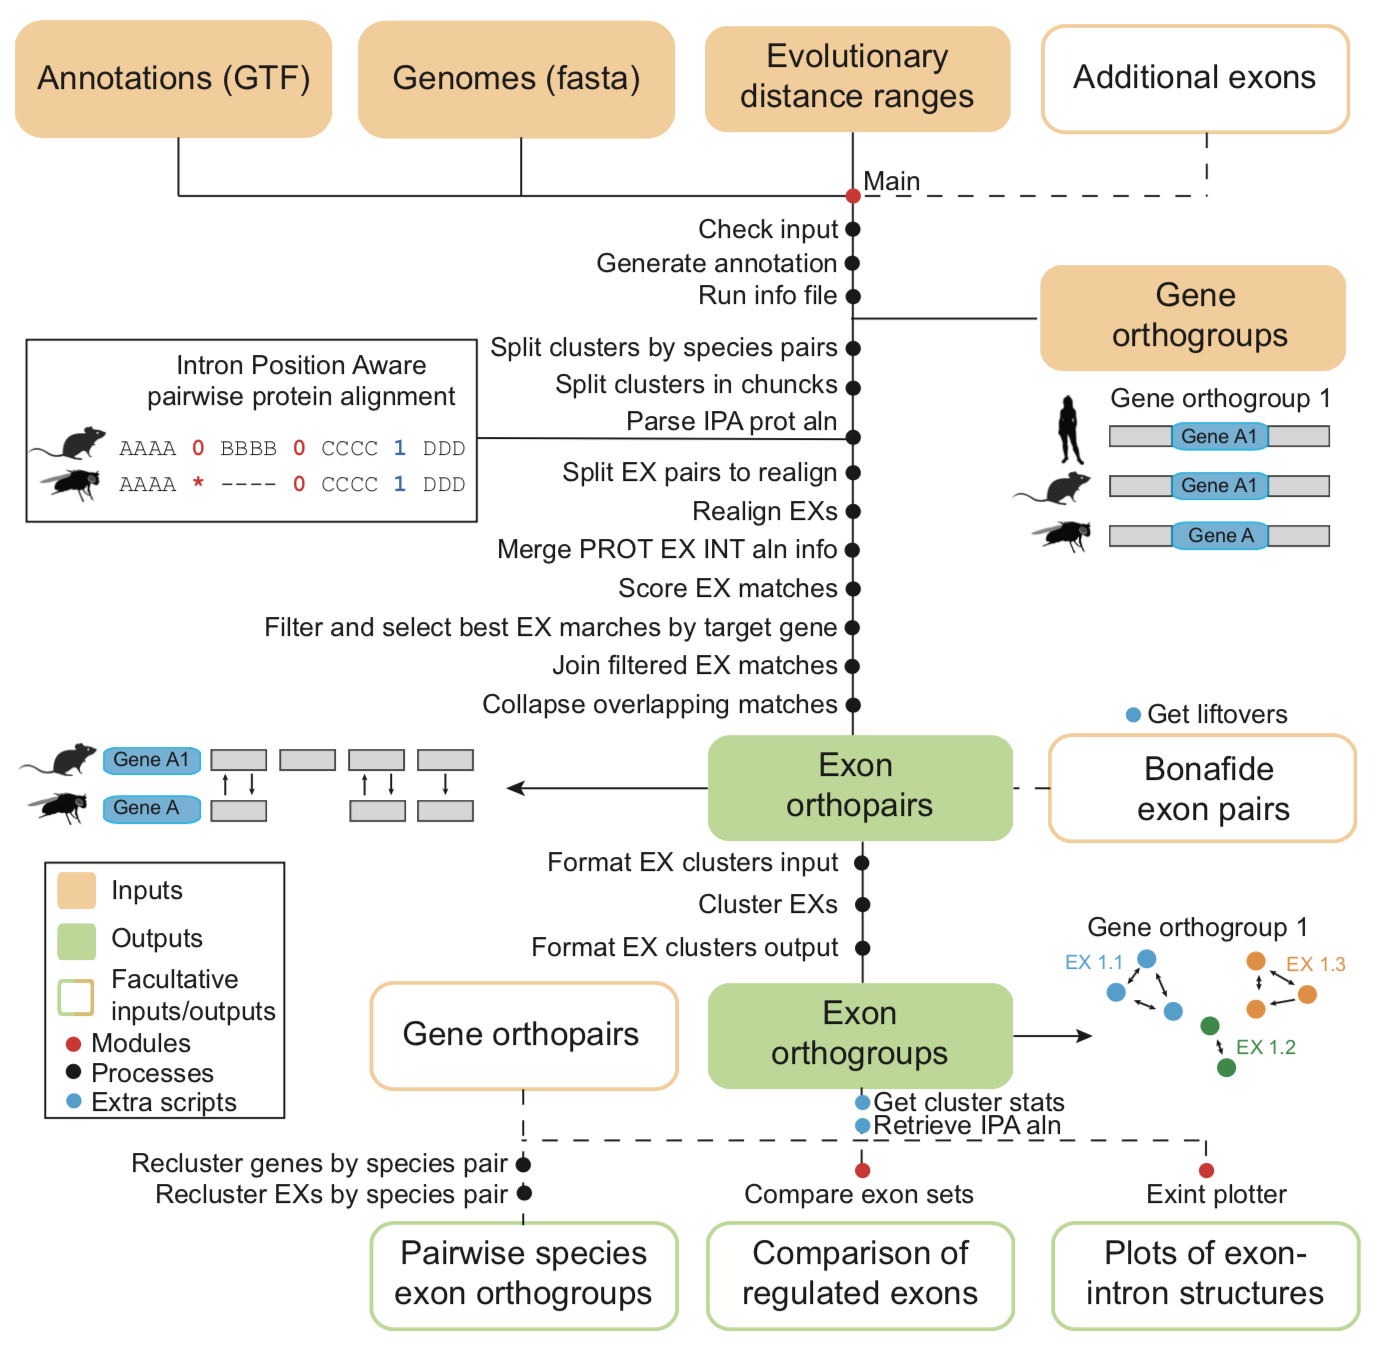 Annotations (GTF)
Genomes (fasta)
Evolutionary
distance ranges
Additional exons
Main
Check input
Generate annotation
Run info file
Gene
orthogroups
Split clusters by species pairs
Split clusters in chuncks
Parse IPA prot aln
Intron Position Aware
pairwise protein alignment
AAAA 0 BBBB 0 CCCC 1 DDD
AAAA * ---- 0 CCCC 1 DDD
Gene orthogroup 1
Gene A1
Gene A1
Gene A
Split EX pairs to realign
Realign EXs
Merge PROT EX INT aln info
Score EX matches
Filter and select best EX marches by target gene
Join filtered EX matches
Collapse overlapping matches
Get liftovers
Gene A1
Gene A
Exon
orthopairs
Bonafide
exon pairs
Format EX clusters input
Cluster EXs
Format EX clusters output
Inputs
Outputs
Facultative
inputs/outputs
Modules
Processes
Extra scripts
Gene orthogroup 1
EX 1.1
EX 1.3
EX 1.2
Gene orthopairs
Exon
orthogroups
Get cluster stats
Retrieve IPA aln
Recluster genes by species pair
Recluster EXs by species pair
Compare exon sets
Exint plotter
Pairwise species
exon orthogroups
Comparison of
regulated exons
Plots of exon-
intron structures